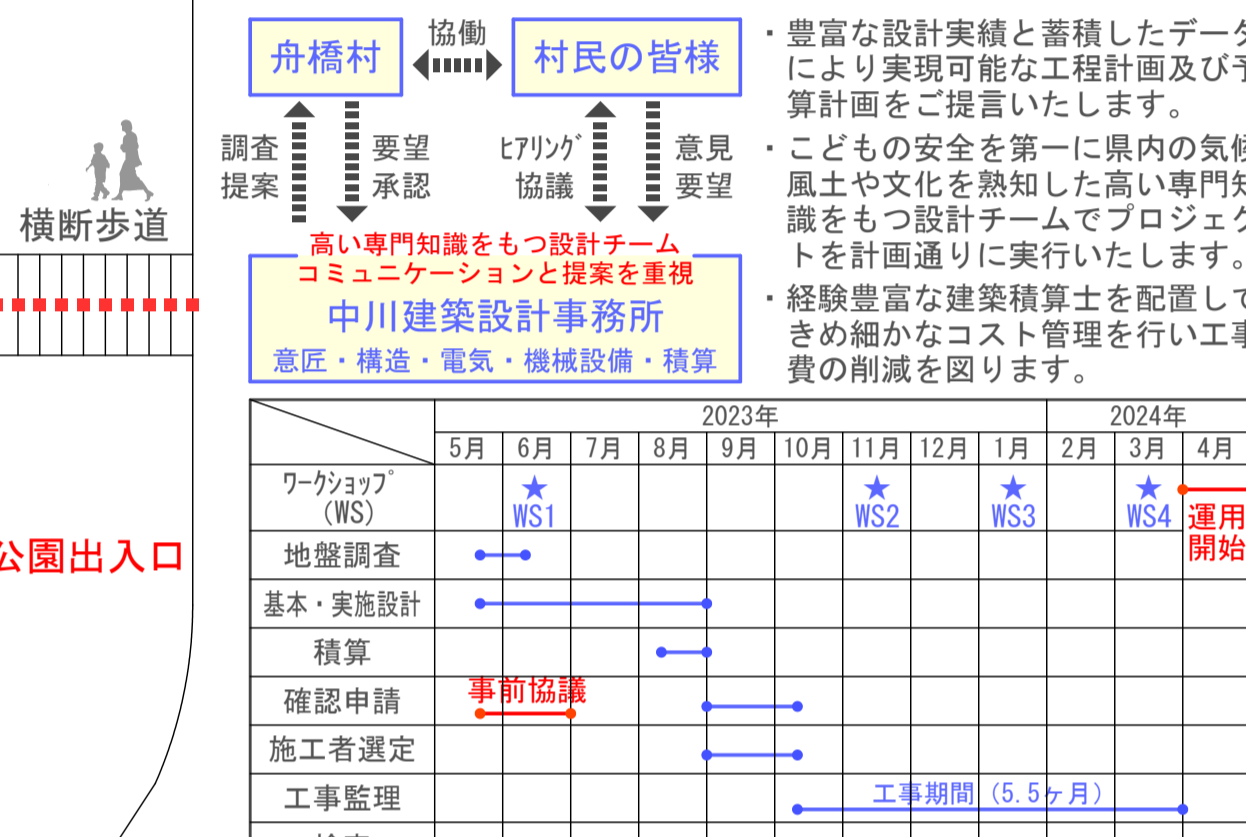 舟橋村
協働
村民の皆様
調査
提案
要望
承認
ﾋｱﾘﾝｸﾞ
協議
意見
要望
高い専門知識をもつ設計チーム
コミュニケーションと提案を重視
中川建築設計事務所
意匠・構造・電気・機械設備・積算
・豊富な設計実績と蓄積したデータ
により実現可能な工程計画及び予
算計画をご提言いたします。
・こどもの安全を第一に県内の気候
風土や文化を熟知した高い専門知
識をもつ設計チームでプロジェク
トを計画通りに実行いたします。
・経験豊富な建築積算士を配置して
きめ細かなコスト管理を行い工事
費の削減を図ります。
横断歩道
公園出入口
2023年 2024年
5月 6月 7月 8月 9月 10月 11月 12月 1月 2月 3月 4月
ﾜｰｸｼｮｯﾌﾟ
(WS)
★ ★ ★ ★
WS1 WS2 WS3 WS4
運用
開始
地盤調査
基本・実施設計
積算
確認申請
事前協議
施工者選定
工事監理
工事期間（5.5ヶ月）